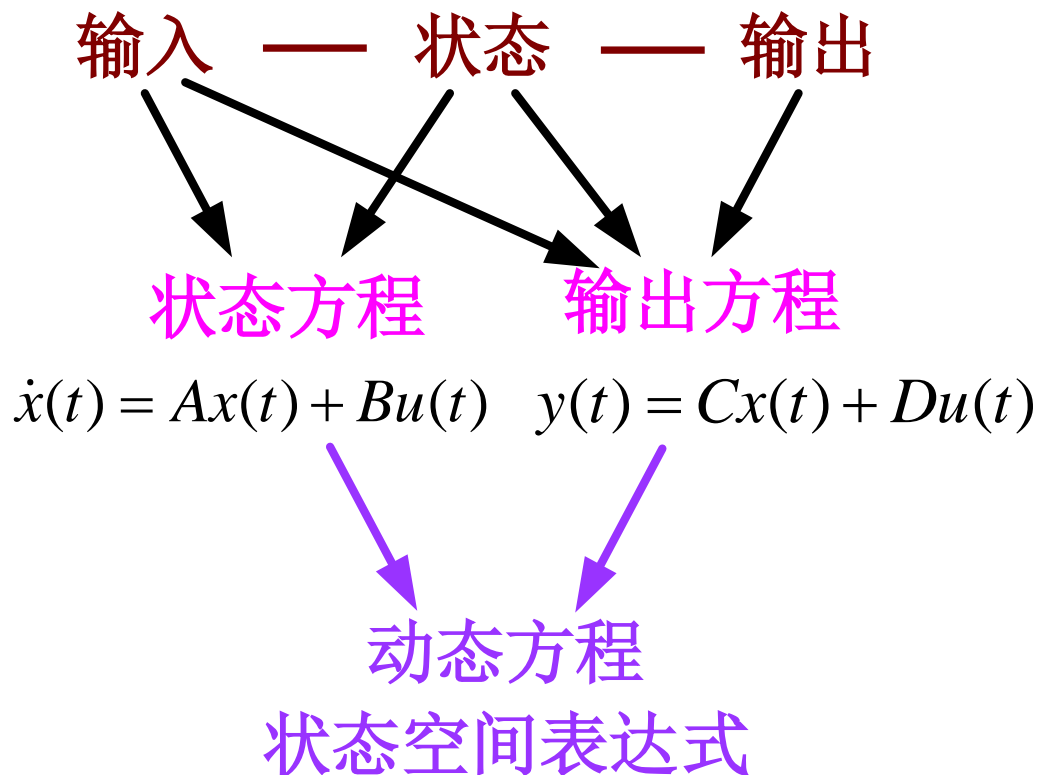 输入 — 状态 — 输出
状态方程 输出方程
ẋ(t) = Ax(t) + Bu(t) y(t) = Cx(t) + Du(t)
动态方程
状态空间表达式